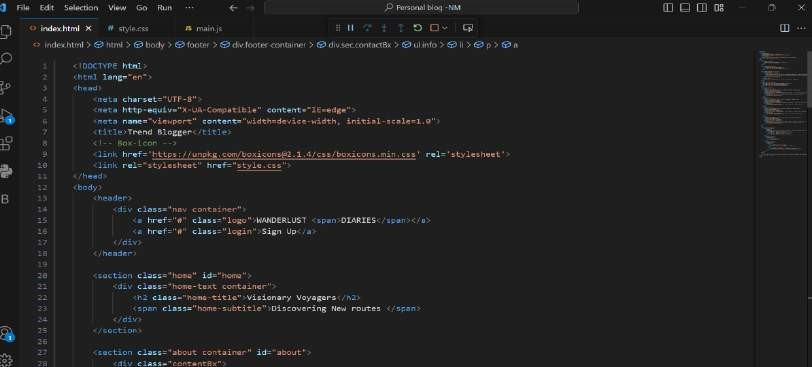 File Edit Selection View Go Run ... Personal blog -NM
index.html style.css JS main.js
index.html > html > body > footer > div.footer-container > div.sec.contactBx > ul.info > li > p > a
1 <!DOCTYPE html>
2 <html lang="en">
3 <head>
4 <meta charset="UTF-8">
5 <meta http-equiv="X-UA-Compatible" content="IE=edge">
6 <meta name="viewport" content="width=device-width, initial-scale=1.0">
7 <title>Trend Blogger</title>
8 <!-- Box-icon -->
9 <link href='https://unpkg.com/boxicons@2.1.4/css/boxicons.min.css' rel='stylesheet'>
10 <link rel="stylesheet" href="style.css">
11 </head>
12 <body>
13 <header>
14 <div class="nav container">
15 <a href="#" class="logo">WANDERLUST <span>DIARIES</span></a>
16 <a href="#" class="login">Sign Up</a>
17 </div>
18 </header>
19
20 <section class="home" id="home">
21 <div class="home-text container">
22 <h2 class="home-title">Visionary Voyagers</h2>
23 <span class="home-subtitle">Discovering New routes </span>
24 </div>
25 </section>
26
27 <section class="about container" id="about">
28 <div class="contentBx">